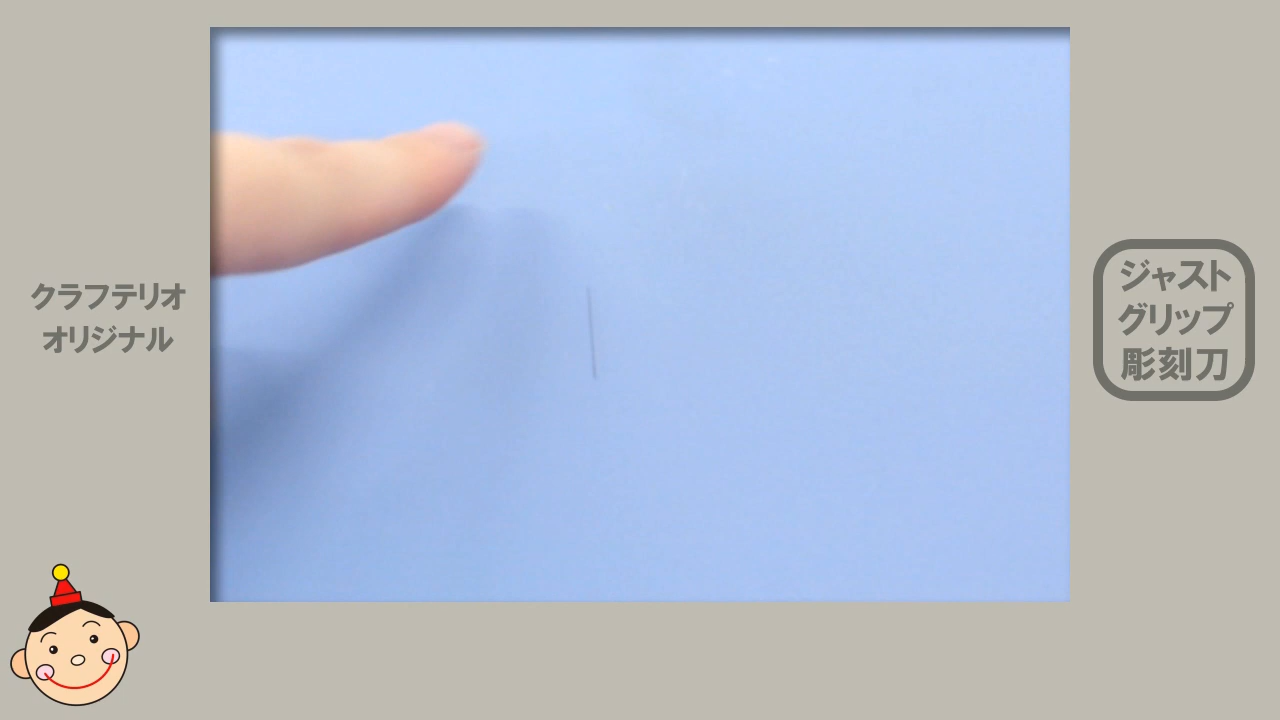 クラフテリオ
オリジナル
ジャスト
グリップ
彫刻刀